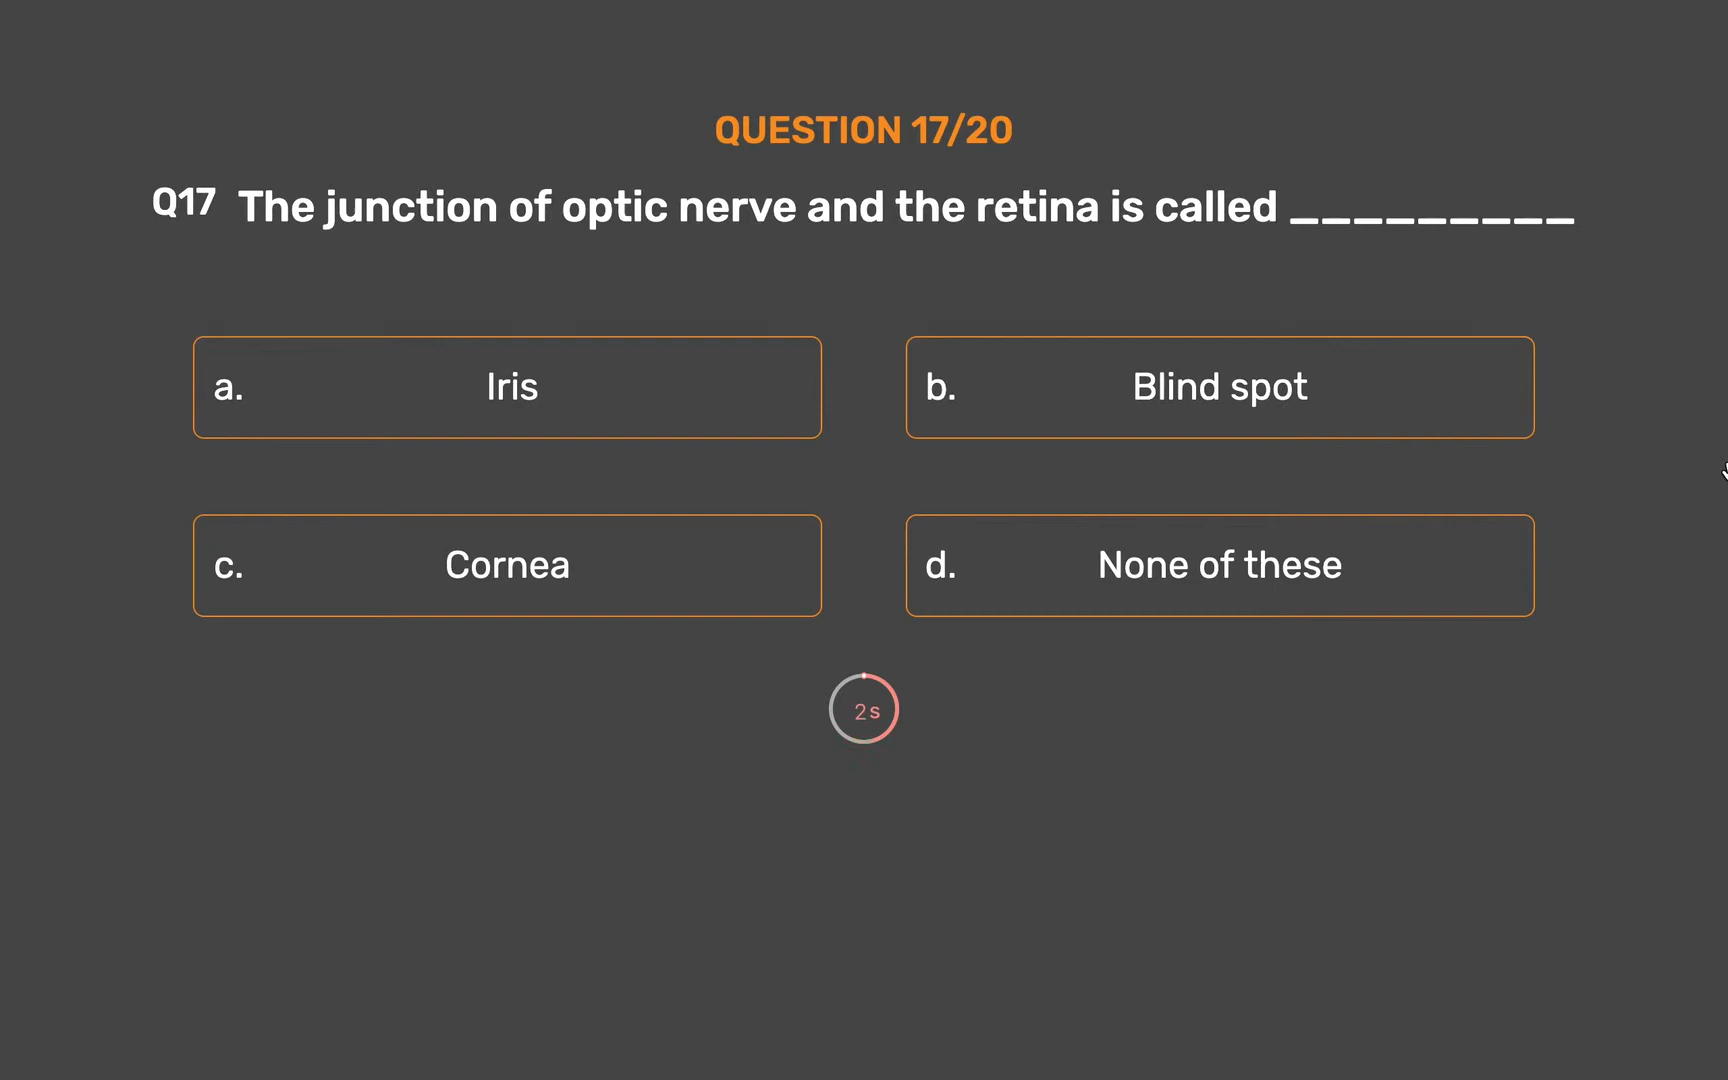 QUESTION 17/20
Q17 The junction of optic nerve and the retina is called _________
a. Iris
b. Blind spot
c. Cornea
d. None of these
2s